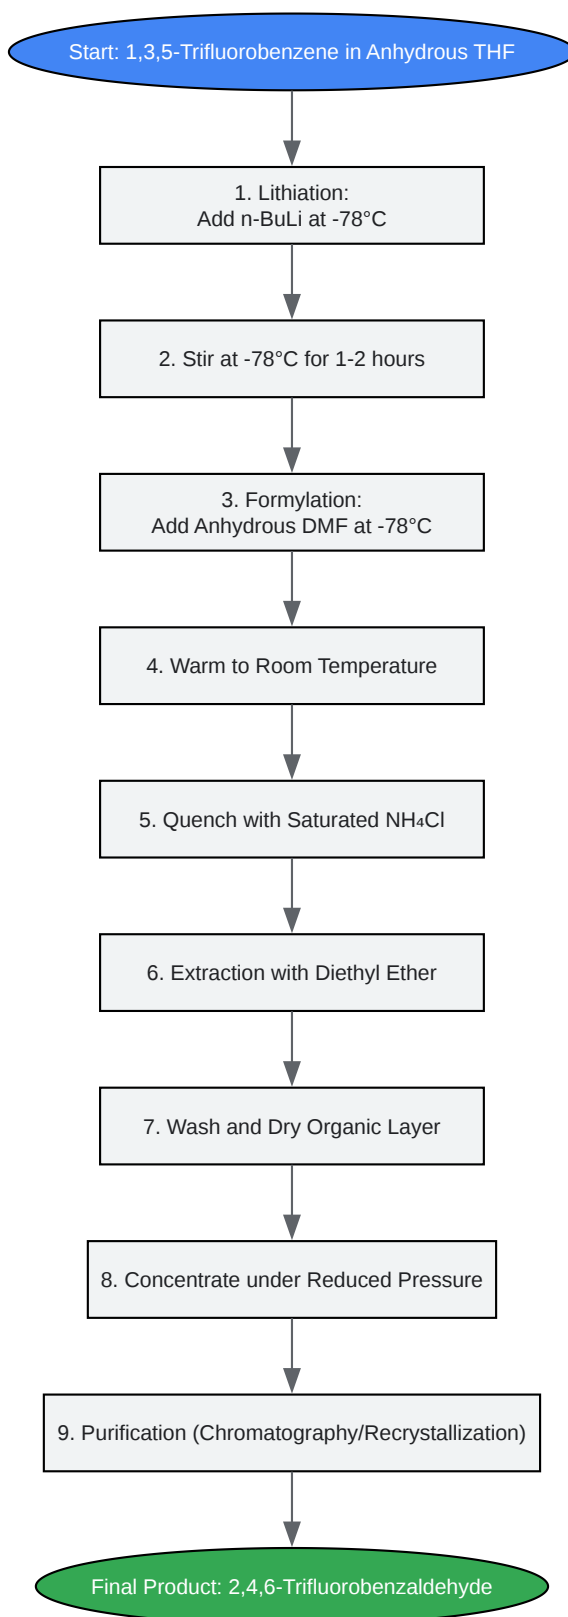 Start: 1,3,5-Trifluorobenzene in Anhydrous THF
1. Lithiation:
Add n-BuLi at -78°C
2. Stir at -78°C for 1-2 hours
3. Formylation:
Add Anhydrous DMF at -78°C
4. Warm to Room Temperature
5. Quench with Saturated NH₄Cl
6. Extraction with Diethyl Ether
7. Wash and Dry Organic Layer
8. Concentrate under Reduced Pressure
9. Purification (Chromatography/Recrystallization)
Final Product: 2,4,6-Trifluorobenzaldehyde